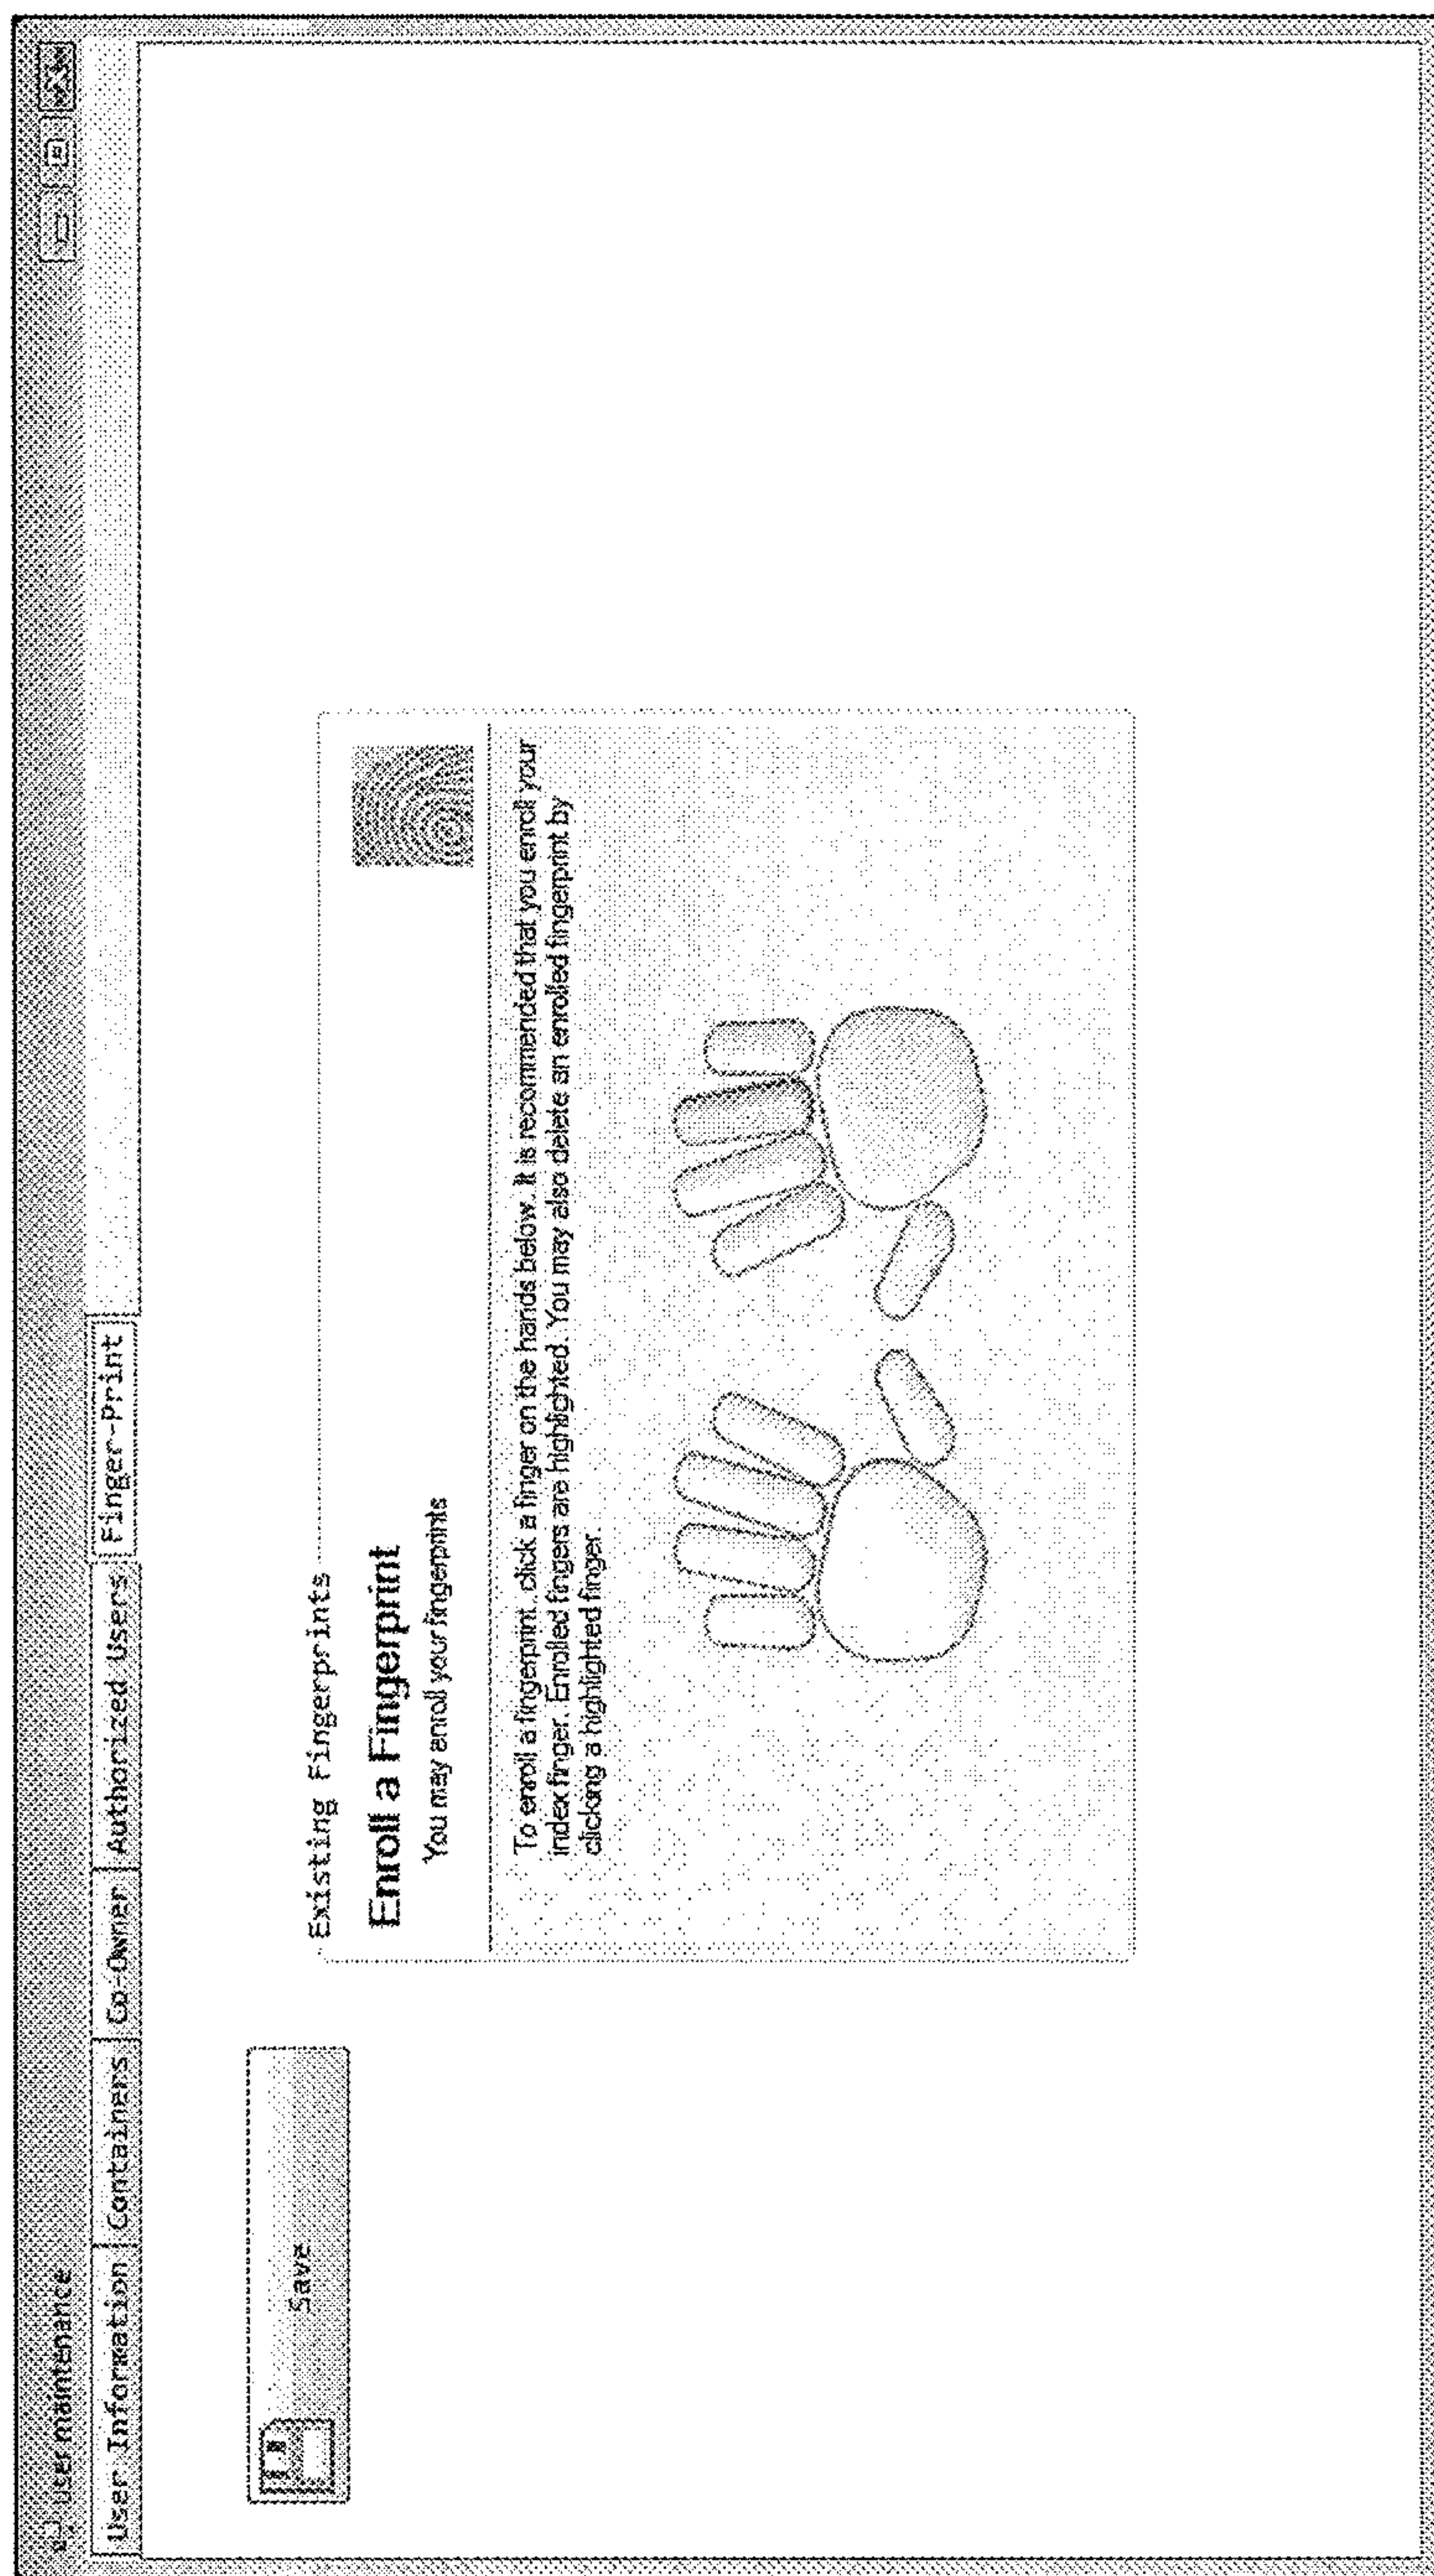 User maintenance
User Information Containers Co-Owner Authorized Users Finger-Print
Save
Existing Fingerprints
Enroll a Fingerprint
You may enroll your fingerprints
To enroll a fingerprint, click a finger on the hands below. It is recommended that you enroll your
index finger. Enrolled fingers are highlighted. You may also delete an enrolled fingerprint by
clicking a highlighted finger.